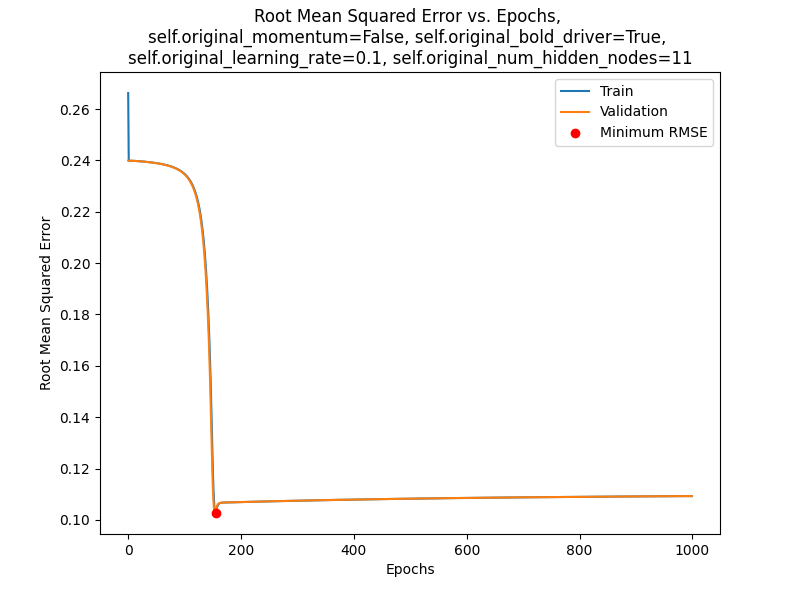 Root Mean Squared Error vs. Epochs,
self.original_momentum=False, self.original_bold_driver=True,
self.original_learning_rate=0.1, self.original_num_hidden_nodes=11
Train
Validation
Minimum RMSE
Root Mean Squared Error
0.26
0.24
0.22
0.20
0.18
0.16
0.14
0.12
0.10
0
200
400
600
800
1000
Epochs